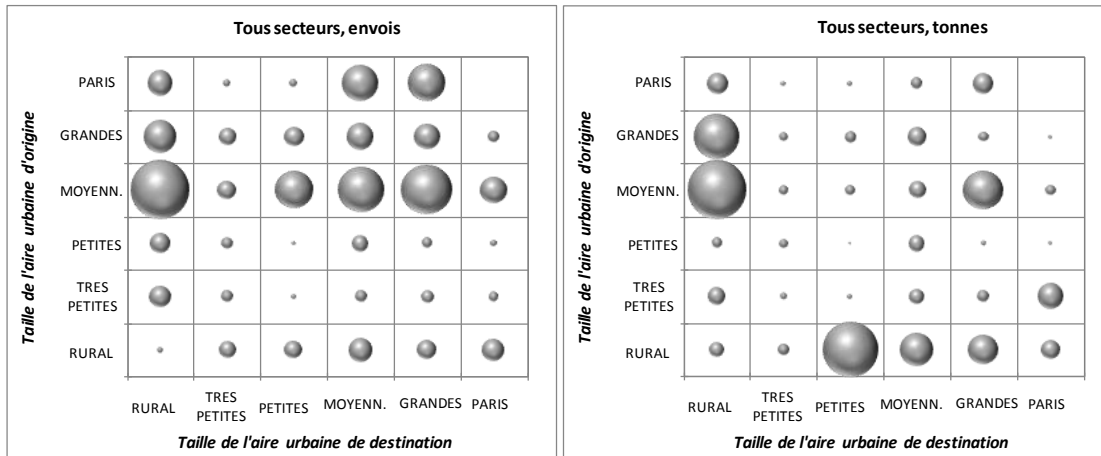 Tous secteurs, envois
Taille de l'aire urbaine d'origine
PARIS
GRANDES
MOYENN.
PETITES
TRES
PETITES
RURAL
RURAL
TRES
PETITES
PETITES
MOYENN.
GRANDES
PARIS
Taille de l'aire urbaine de destination
Tous secteurs, tonnes
Taille de l'aire urbaine d'origine
PARIS
GRANDES
MOYENN.
PETITES
TRES
PETITES
RURAL
RURAL
TRES
PETITES
PETITES
MOYENN.
GRANDES
PARIS
Taille de l'aire urbaine de destination